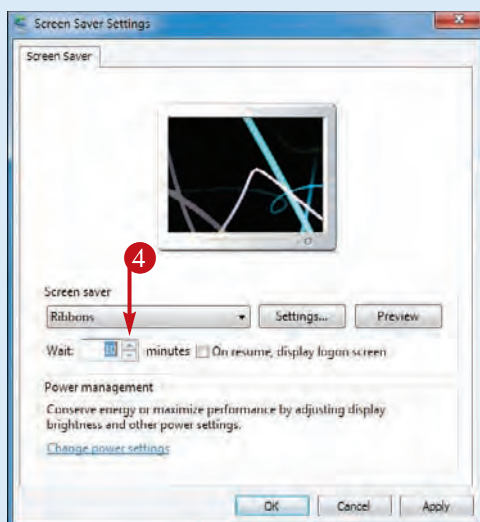 Screen Saver Settings
Screen Saver
4
Screen saver
Ribbons Settings... Preview
Wait: 10 minutes On resume, display logon screen
Power management
Conserve energy or maximize performance by adjusting display
brightness and other power settings.
Change power settings
OK Cancel Apply